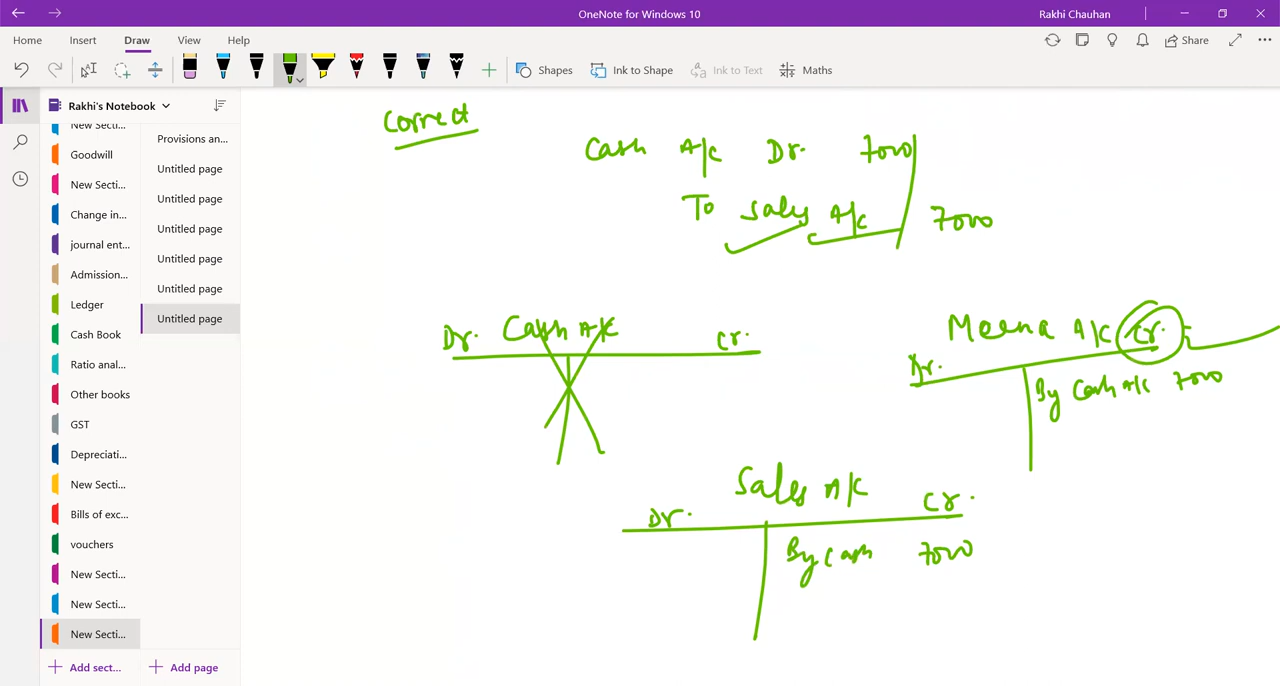 OneNote for Windows 10
Rakhi Chauhan
Home Insert Draw View Help
Share
Shapes
Ink to Shape
Ink to Text
Maths
Rakhi's Notebook
New Secti...
Goodwill
New Secti...
Change in...
journal ent...
Admission...
Ledger
Cash Book
Ratio anal...
Other books
GST
Depreciati...
New Secti...
Bills of exc...
vouchers
New Secti...
New Secti...
New Secti...
Add sect...
Provisions an...
Untitled page
Untitled page
Untitled page
Untitled page
Untitled page
Untitled page
Add page
Correct
Cash A/c Dr. 7000
To Sales A/c 7000
Dr. Cash A/c Cr.
Meena A/c Cr.
Dr.
By Cash A/c 7000
Sales A/c
Dr. Cr.
By Cash 7000